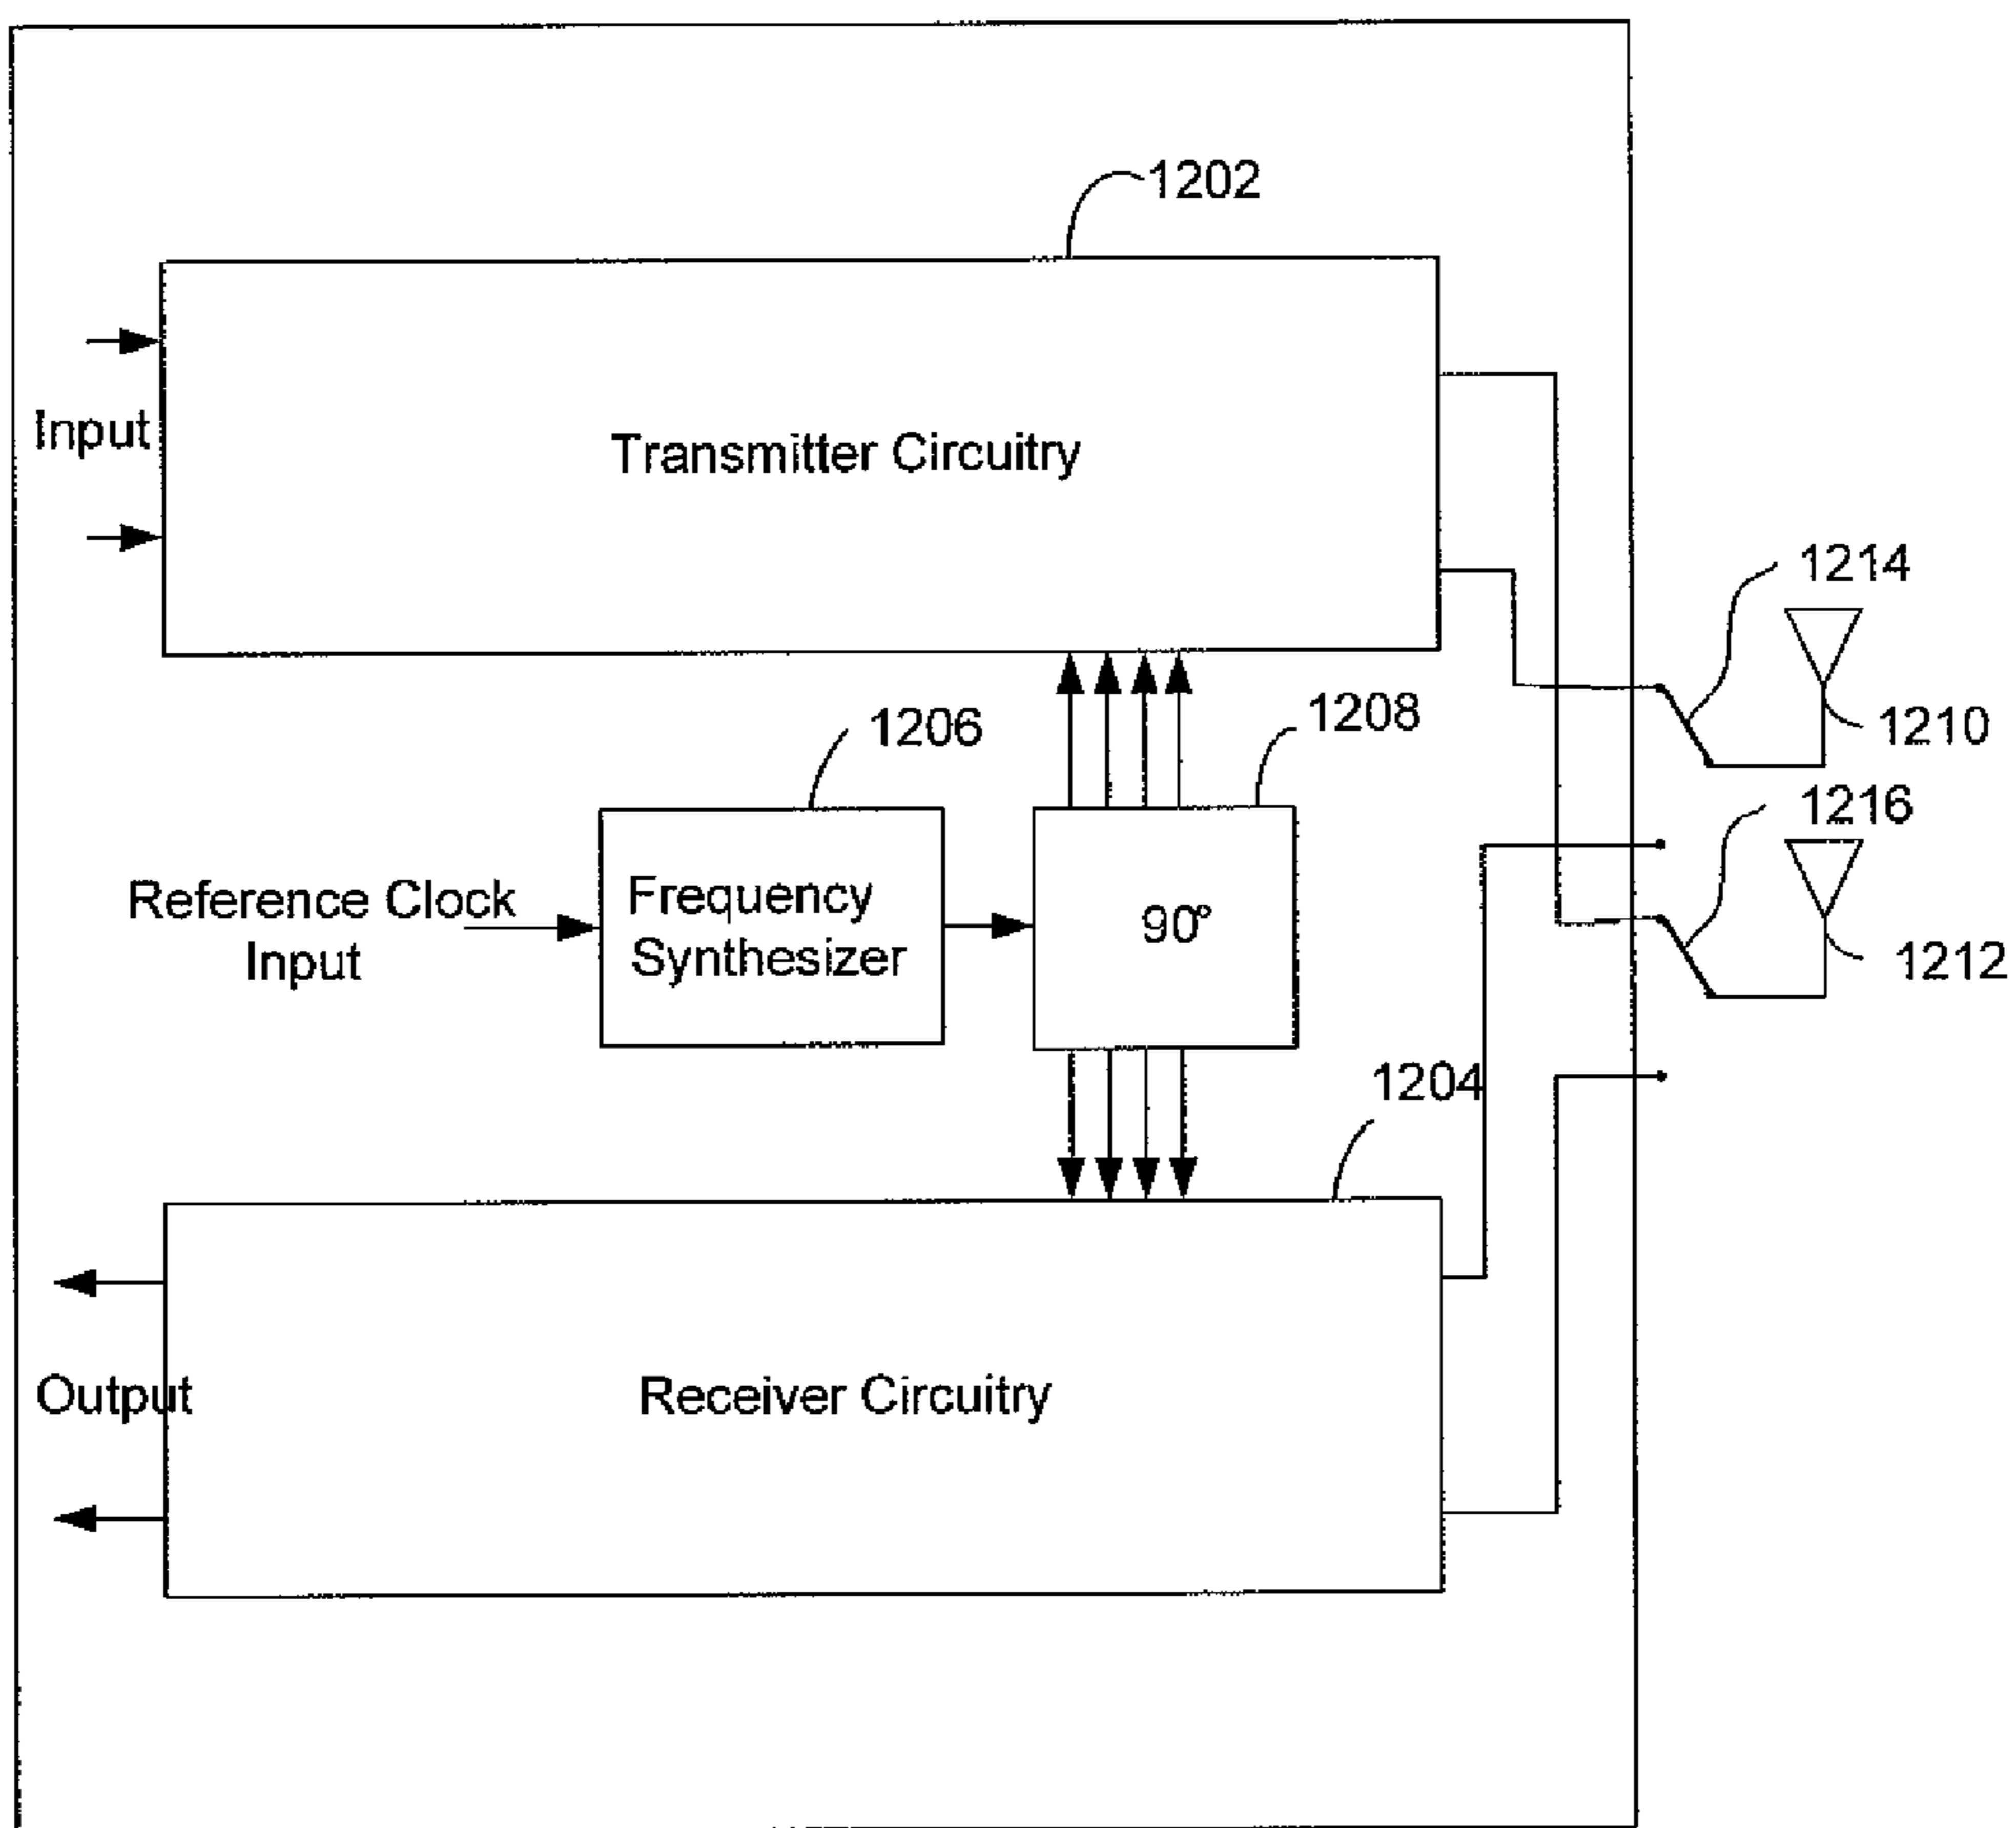 1202
Input
Transmitter Circuitry
1214
1210
1206
1208
1216
Reference Clock
Input
Frequency
Synthesizer
90°
1212
1204
Output
Receiver Circuitry